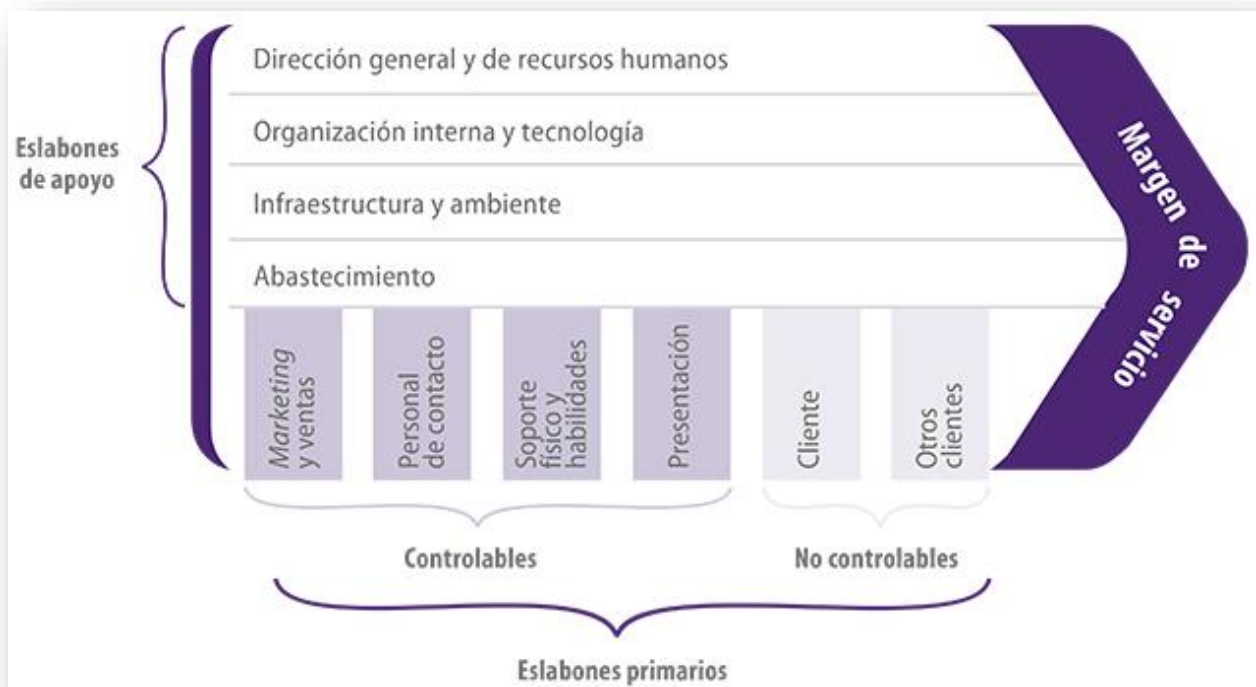 Dirección general y de recursos humanos
Organización interna y tecnología
Eslabones
de apoyo
Infraestructura y ambiente
Abastecimiento
Marketing
y ventas
Personal
de contacto
Soporte
físico y
habilidades
Presentación
Cliente
Otros
clientes
Margen de servicio
Controlables
No controlables
Eslabones primarios